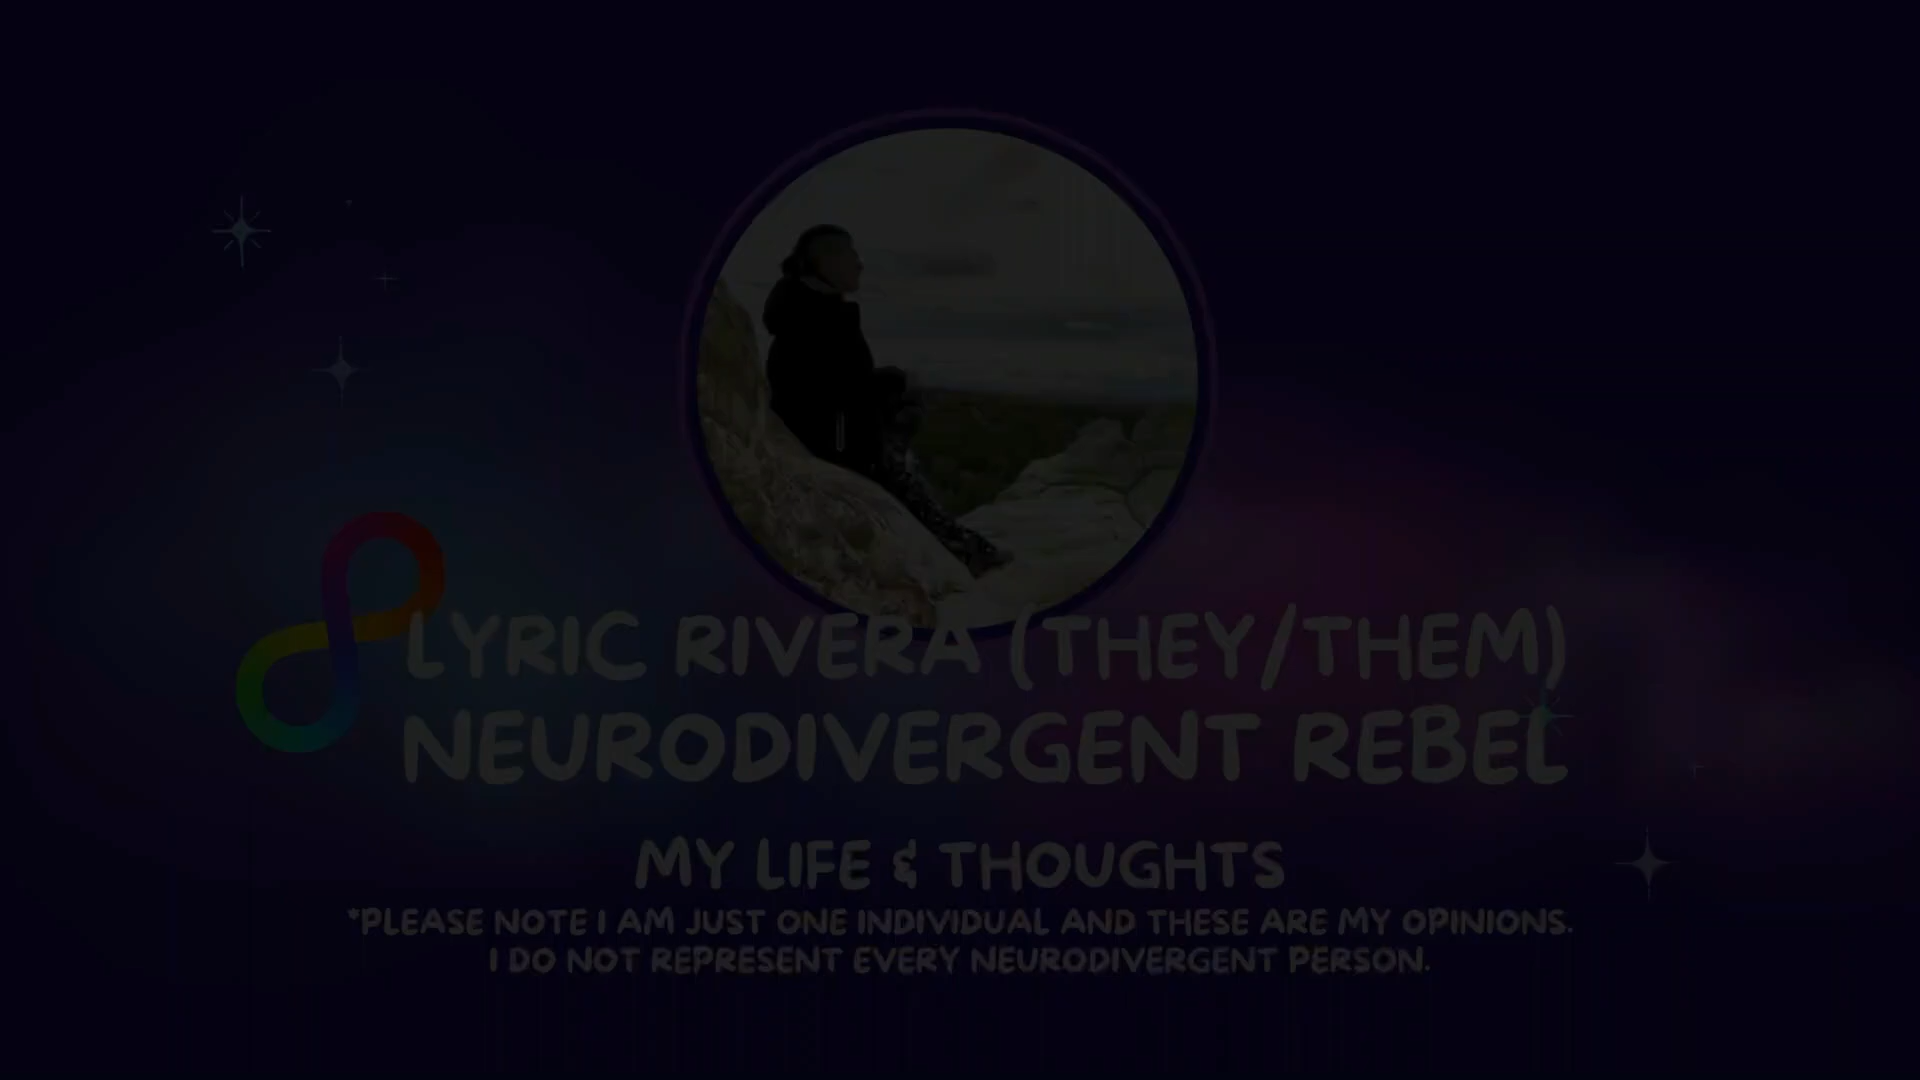 LYRIC RIVERA (THEY/THEM)
NEURODIVERGENT REBEL
MY LIFE & THOUGHTS
*PLEASE NOTE I AM JUST ONE INDIVIDUAL AND THESE ARE MY OPINIONS.
I DO NOT REPRESENT EVERY NEURODIVERGENT PERSON.